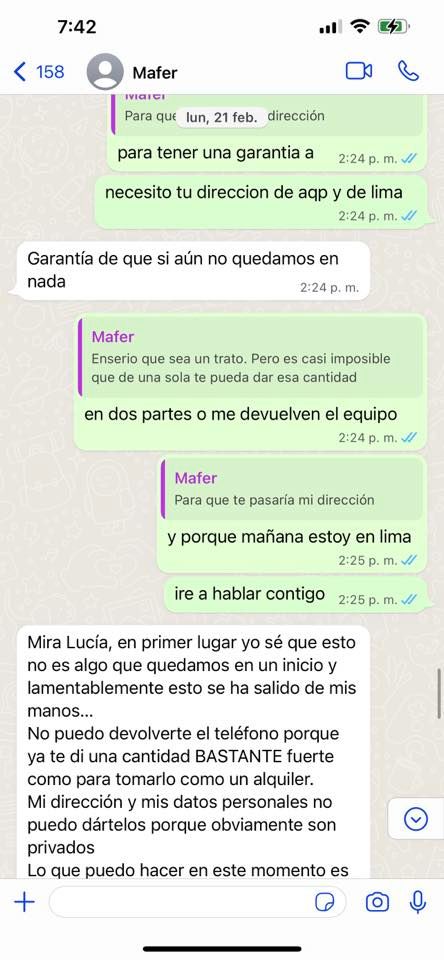 7:42
158
Mafer
Mafer
Para que
lun, 21 feb.
dirección
para tener una garantia a
2:24 p. m.
necesito tu direccion de aqp y de lima
2:24 p. m.
Garantía de que si aún no quedamos en
nada
2:24 p. m.
Mafer
Enserio que sea un trato. Pero es casi imposible
que de una sola te pueda dar esa cantidad
en dos partes o me devuelven el equipo
2:24 p. m.
Mafer
Para que te pasaría mi dirección
y porque mañana estoy en lima
2:25 p. m.
ire a hablar contigo
2:25 p. m.
Mira Lucía, en primer lugar yo sé que esto
no es algo que quedamos en un inicio y
lamentablemente esto se ha salido de mis
manos...
No puedo devolverte el teléfono porque
ya te di una cantidad BASTANTE fuerte
como para tomarlo como un alquiler.
Mi dirección y mis datos personales no
puedo dártelos porque obviamente son
privados
Lo que puedo hacer en este momento es